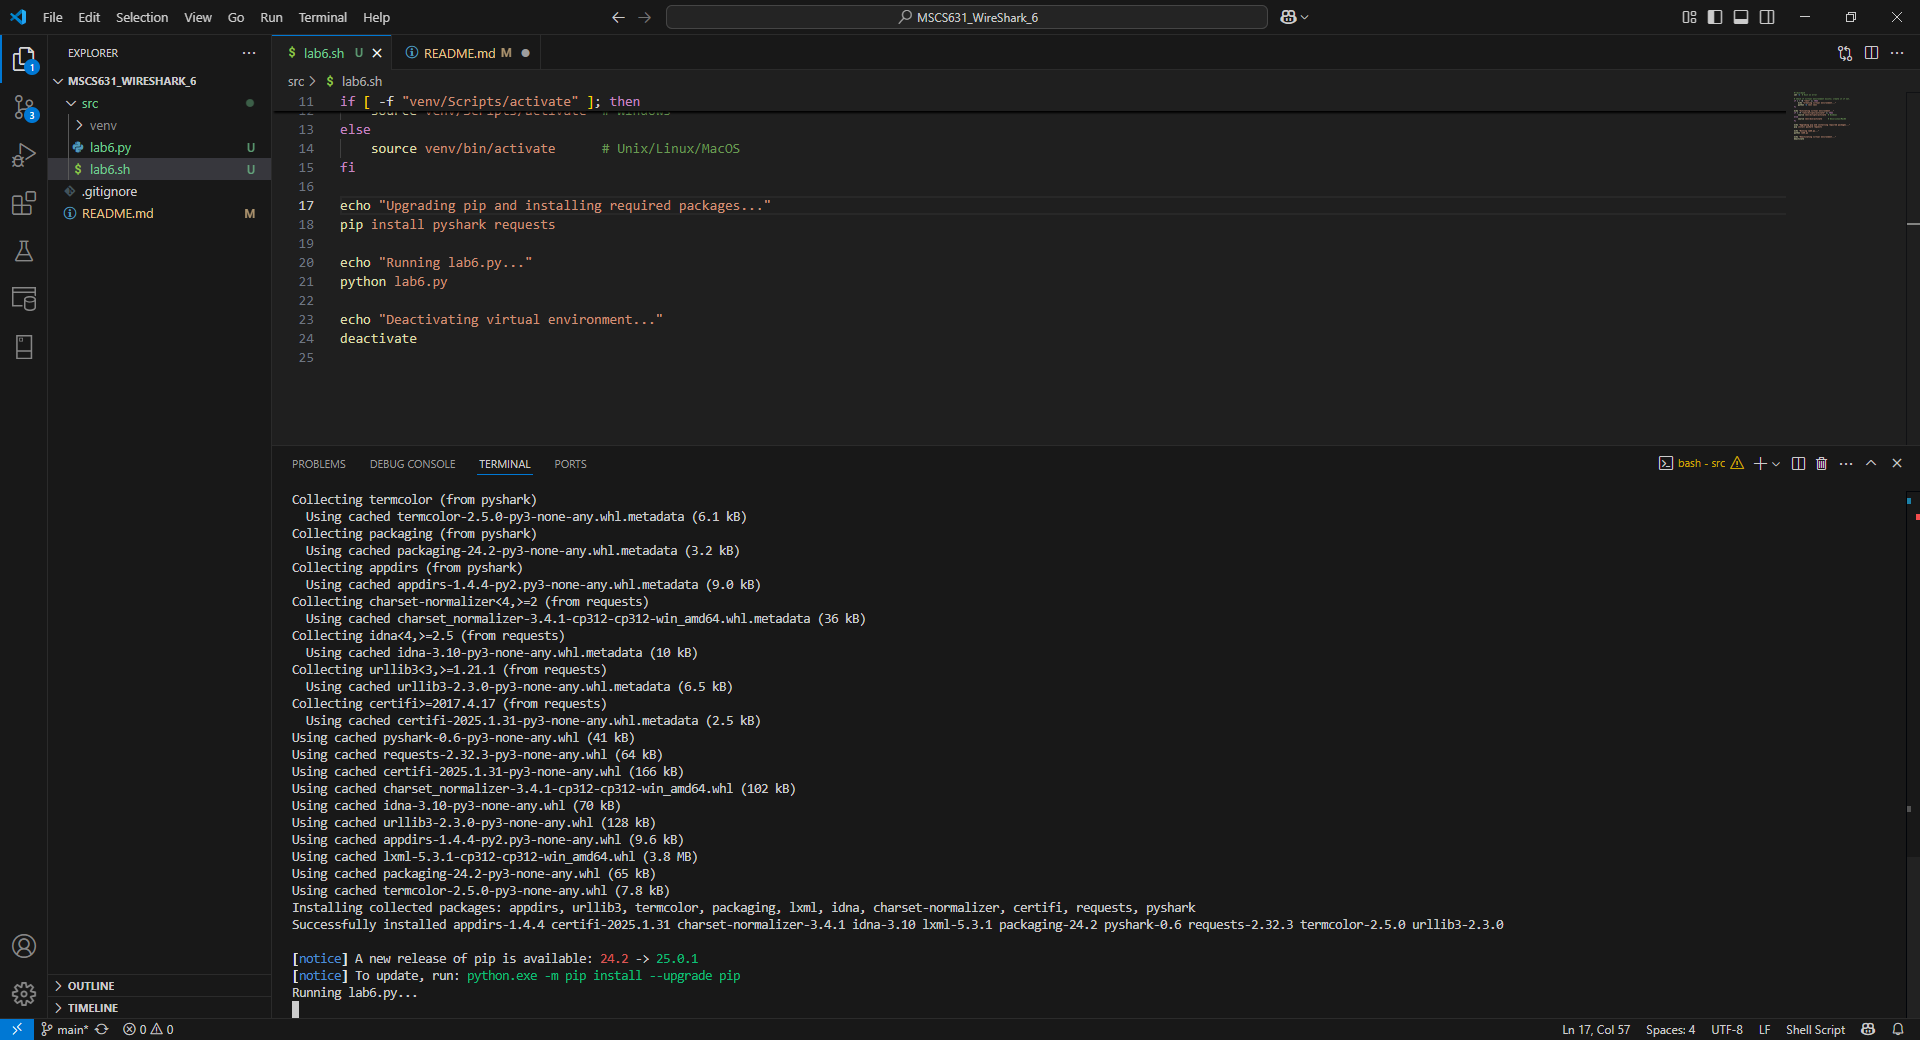 File Edit Selection View Go Run Terminal Help
MSCS631_WireShark_6
EXPLORER
MSCS631_WIRESHARK_6
src
venv
lab6.py U
$ lab6.sh U
.gitignore
README.md M
OUTLINE
TIMELINE
1
3
$ lab6.sh U
README.md M
src > $ lab6.sh
11 if [ -f "venv/Scripts/activate" ]; then
12 source venv/Scripts/activate # Windows
13 else
14 source venv/bin/activate # Unix/Linux/MacOS
15 fi
16
17 echo "Upgrading pip and installing required packages..."
18 pip install pyshark requests
19
20 echo "Running lab6.py..."
21 python lab6.py
22
23 echo "Deactivating virtual environment..."
24 deactivate
25
PROBLEMS DEBUG CONSOLE TERMINAL PORTS
bash - src
Collecting termcolor (from pyshark)
Using cached termcolor-2.5.0-py3-none-any.whl.metadata (6.1 kB)
Collecting packaging (from pyshark)
Using cached packaging-24.2-py3-none-any.whl.metadata (3.2 kB)
Collecting appdirs (from pyshark)
Using cached appdirs-1.4.4-py2.py3-none-any.whl.metadata (9.0 kB)
Collecting charset-normalizer<4,>=2 (from requests)
Using cached charset_normalizer-3.4.1-cp312-cp312-win_amd64.whl.metadata (36 kB)
Collecting idna<4,>=2.5 (from requests)
Using cached idna-3.10-py3-none-any.whl.metadata (10 kB)
Collecting urllib3<3,>=1.21.1 (from requests)
Using cached urllib3-2.3.0-py3-none-any.whl.metadata (6.5 kB)
Collecting certifi>=2017.4.17 (from requests)
Using cached certifi-2025.1.31-py3-none-any.whl.metadata (2.5 kB)
Using cached pyshark-0.6-py3-none-any.whl (41 kB)
Using cached requests-2.32.3-py3-none-any.whl (64 kB)
Using cached certifi-2025.1.31-py3-none-any.whl (166 kB)
Using cached charset_normalizer-3.4.1-cp312-cp312-win_amd64.whl (102 kB)
Using cached idna-3.10-py3-none-any.whl (70 kB)
Using cached urllib3-2.3.0-py3-none-any.whl (128 kB)
Using cached appdirs-1.4.4-py2.py3-none-any.whl (9.6 kB)
Using cached lxml-5.3.1-cp312-cp312-win_amd64.whl (3.8 MB)
Using cached packaging-24.2-py3-none-any.whl (65 kB)
Using cached termcolor-2.5.0-py3-none-any.whl (7.8 kB)
Installing collected packages: appdirs, urllib3, termcolor, packaging, lxml, idna, charset-normalizer, certifi, requests, pyshark
Successfully installed appdirs-1.4.4 certifi-2025.1.31 charset-normalizer-3.4.1 idna-3.10 lxml-5.3.1 packaging-24.2 pyshark-0.6 requests-2.32.3 termcolor-2.5.0 urllib3-2.3.0
[notice] A new release of pip is available: 24.2 -> 25.0.1
[notice] To update, run: python.exe -m pip install --upgrade pip
Running lab6.py...
main* 0 0
Ln 17, Col 57 Spaces: 4 UTF-8 LF Shell Script